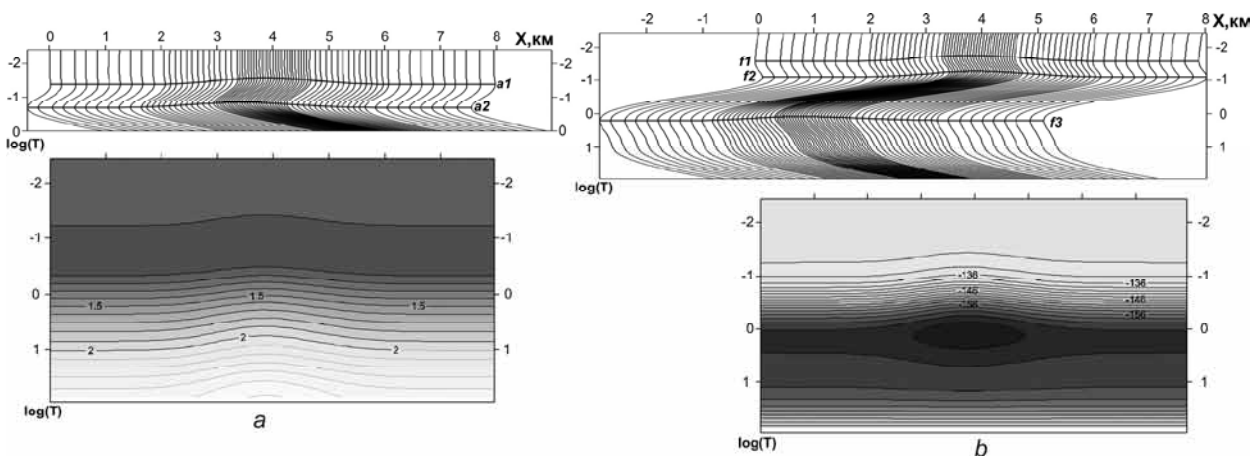 0 1 2 3 4 5 6 7 8 X,км
-2 -2
a1
-1 -1
a2
0 0
log(T)
-2 -2
-1 -1
0 0
1.5 1.5 1.5
2 2 2
1 1
log(T)
a
-2 -1 0 1 2 3 4 5 6 7 8 X,км
-2 -2
f1
f2
-1 -1
0 0
f3
1 1
log(T)
-2 -2
-1 -1
-136 -136
-146 -146
-156 -156
0 0
1 1
log(T)
b